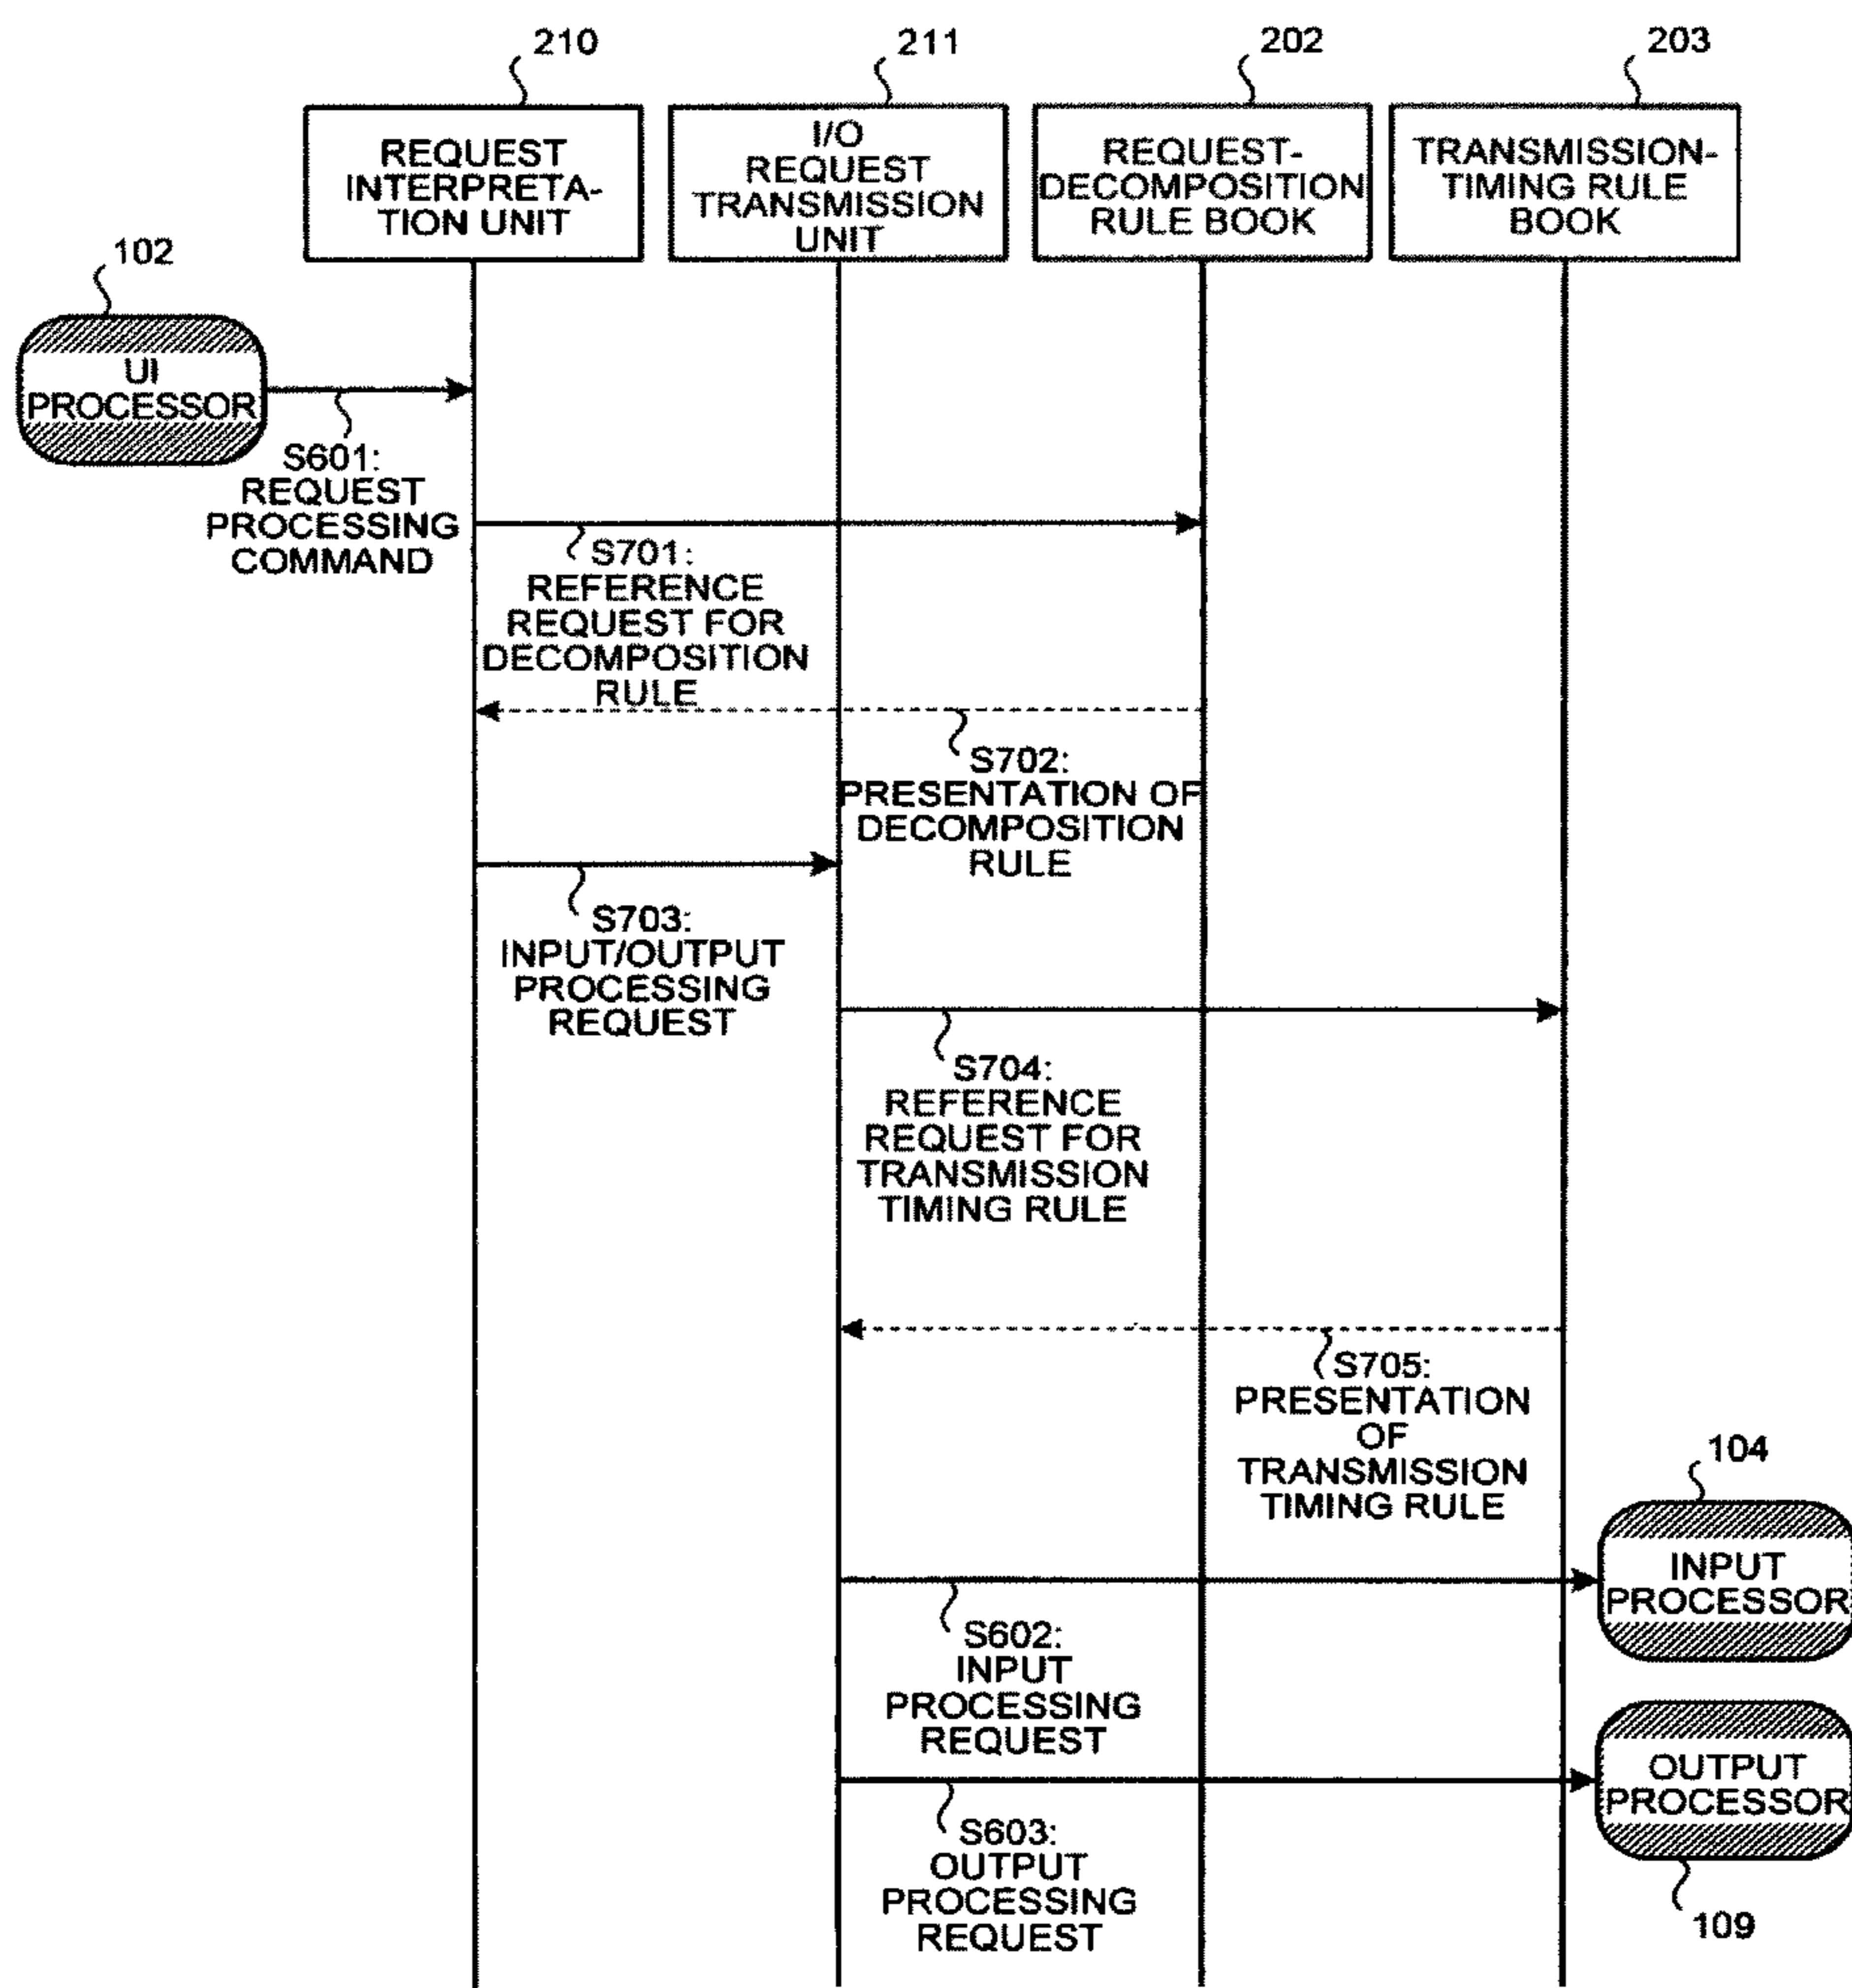 210
211
202
203
REQUEST
INTERPRETA-
TION UNIT
I/O
REQUEST
TRANSMISSION
UNIT
REQUEST-
DECOMPOSITION
RULE BOOK
TRANSMISSION-
TIMING RULE
BOOK
102
UI
PROCESSOR
S601:
REQUEST
PROCESSING
COMMAND
S701:
REFERENCE
REQUEST FOR
DECOMPOSITION
RULE
S702:
PRESENTATION OF
DECOMPOSITION
RULE
S703:
INPUT/OUTPUT
PROCESSING
REQUEST
S704:
REFERENCE
REQUEST FOR
TRANSMISSION
TIMING RULE
S705:
PRESENTATION
OF
TRANSMISSION
TIMING RULE
104
INPUT
PROCESSOR
S602:
INPUT
PROCESSING
REQUEST
OUTPUT
PROCESSOR
109
S603:
OUTPUT
PROCESSING
REQUEST